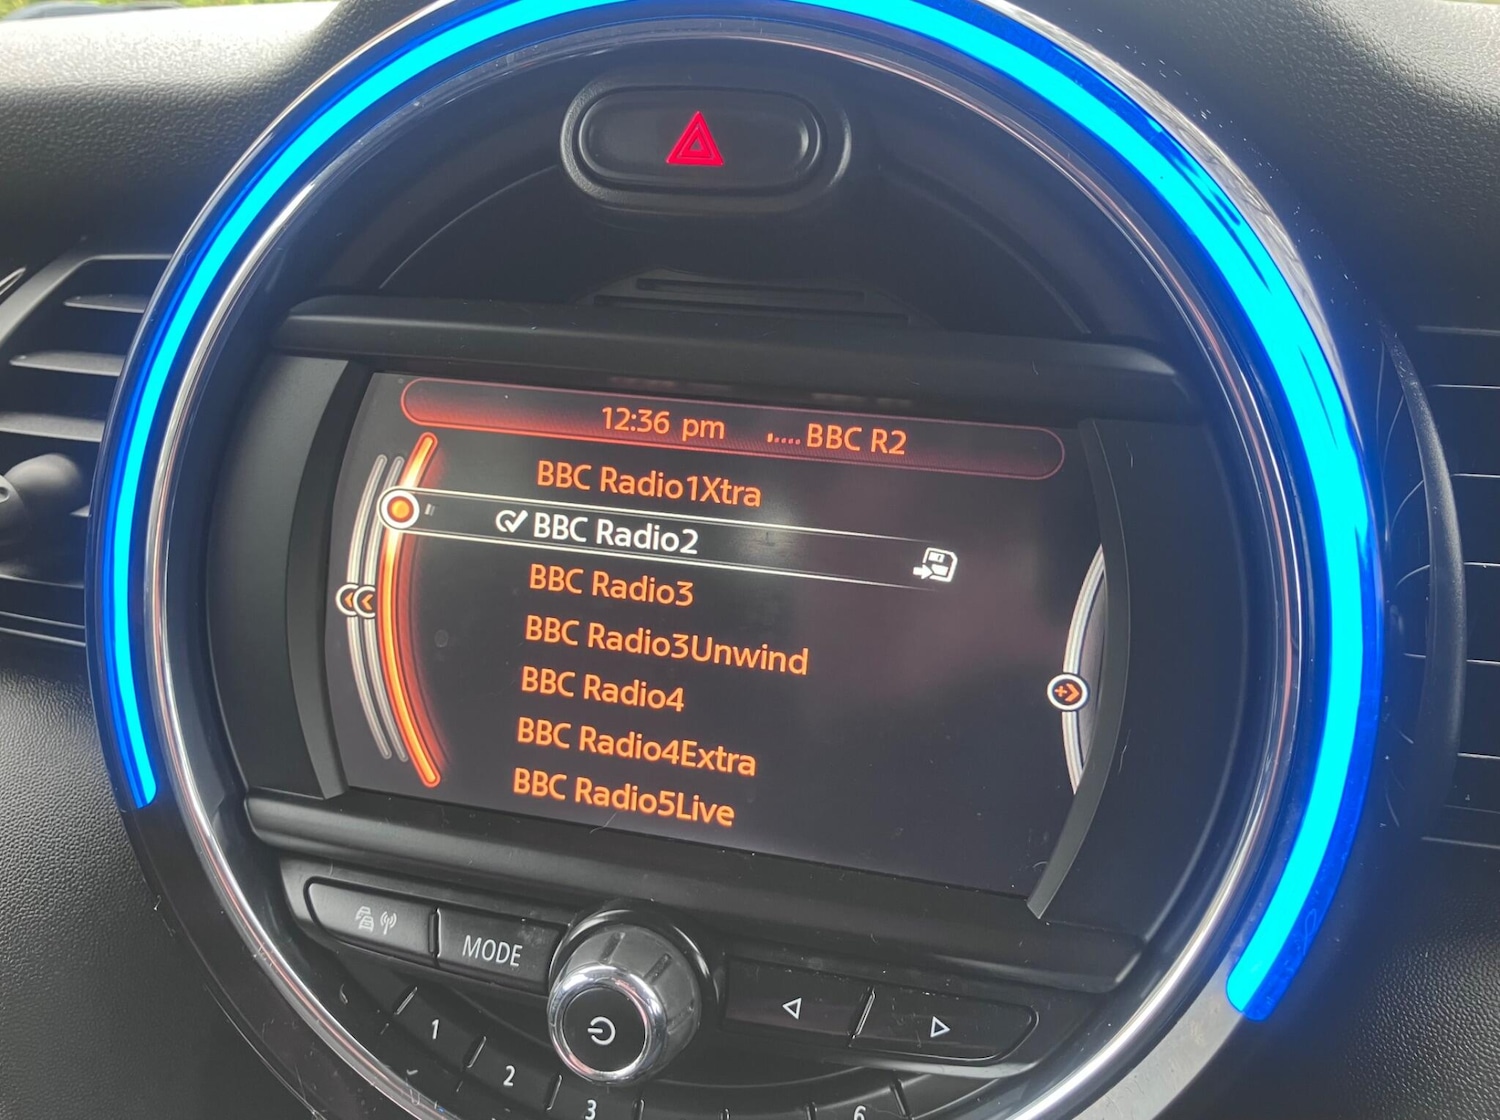 12:36 pm BBC R2
BBC Radio1Xtra
BBC Radio2
BBC Radio3
BBC Radio3Unwind
BBC Radio4
BBC Radio4Extra
BBC Radio5Live
MODE
1
2
3
6